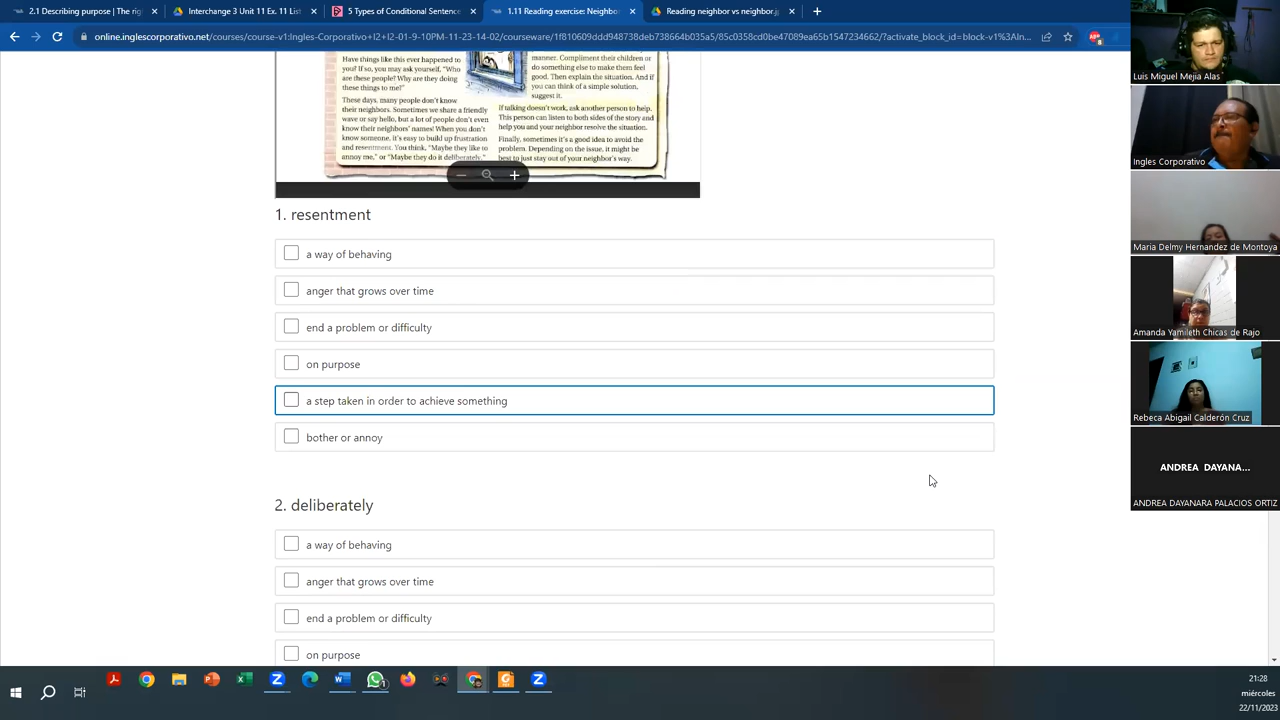 2.1 Describing purpose | The rig
Interchange 3 Unit 11 Ex. 11 List
5 Types of Conditional Sentence
1.11 Reading exercise: Neighbor
Reading neighbor vs neighbor.jp
online.inglescorporativo.net/courses/course-v1:Ingles-Corporativo+I2+I2-01-9-10PM-11-23-14-02/courseware/1f810609ddd948738deb738664b035a5/85c0358cd0be47089ea65b1547234662/?activate_block_id=block-v1%3AIn...
Have things like this ever happened to
you? If so, you may ask yourself, "Who
are these people? Why are they doing
these things to me?"
These days, many people don't know
their neighbors. Sometimes we share a friendly
wave or say hello, but a lot of people don't even
know their neighbors' names! When you don't
know someone, it's easy to build up frustration
and resentment. You think, "Maybe they like to
annoy me," or "Maybe they do it deliberately."
manner. Compliment their children or
do something else to make them feel
good. Then explain the situation. And if
you can think of a simple solution,
suggest it.
If talking doesn't work, ask another person to help.
This person can listen to both sides of the story and
help you and your neighbor resolve the situation.
Finally, sometimes it's a good idea to avoid the
problem. Depending on the issue, it might be
best to just stay out of your neighbor's way.
1. resentment
a way of behaving
anger that grows over time
end a problem or difficulty
on purpose
a step taken in order to achieve something
bother or annoy
2. deliberately
a way of behaving
anger that grows over time
end a problem or difficulty
on purpose
Luis Miguel Mejia Alas
Ingles Corporativo
Maria Delmy Hernandez de Montoya
Amanda Yamileth Chicas de Rajo
Rebeca Abigail Calderón Cruz
ANDREA DAYANA...
ANDREA DAYANARA PALACIOS ORTIZ
21:28
miércoles
22/11/2023